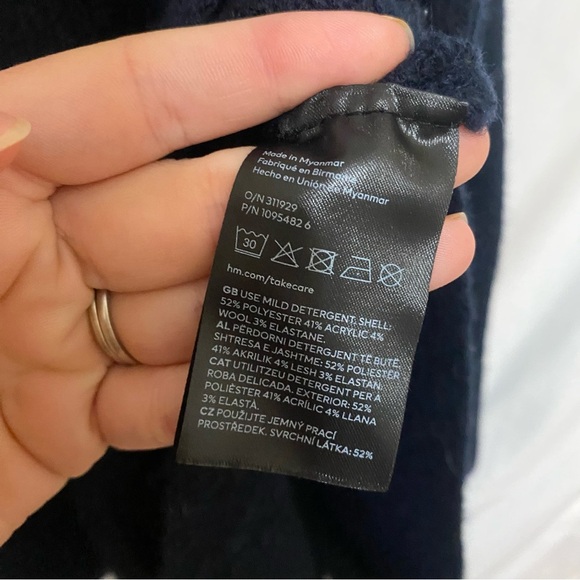 Made in Myanmar
Fabriqué en Birmanie
Hecho en Unión de Myanmar
O/N 311929
P/N 1095482 6
30
hm.com/takecare
GB USE MILD DETERGENT. SHELL:
52% POLYESTER 41% ACRYLIC 4%
WOOL 3% ELASTANE.
AL PËRDORNI DETERGJENT TË BUTË.
SHTRESA E JASHTME: 52% POLIESTER
41% AKRILIK 4% LESH 3% ELASTAN.
CAT UTILITZEU DETERGENT PER A
ROBA DELICADA. EXTERIOR: 52%
POLIÈSTER 41% ACRÍLIC 4% LLANA
3% ELASTÀ.
CZ POUŽIJTE JEMNÝ PRACÍ
PROSTŘEDEK. SVRCHNÍ LÁTKA: 52%